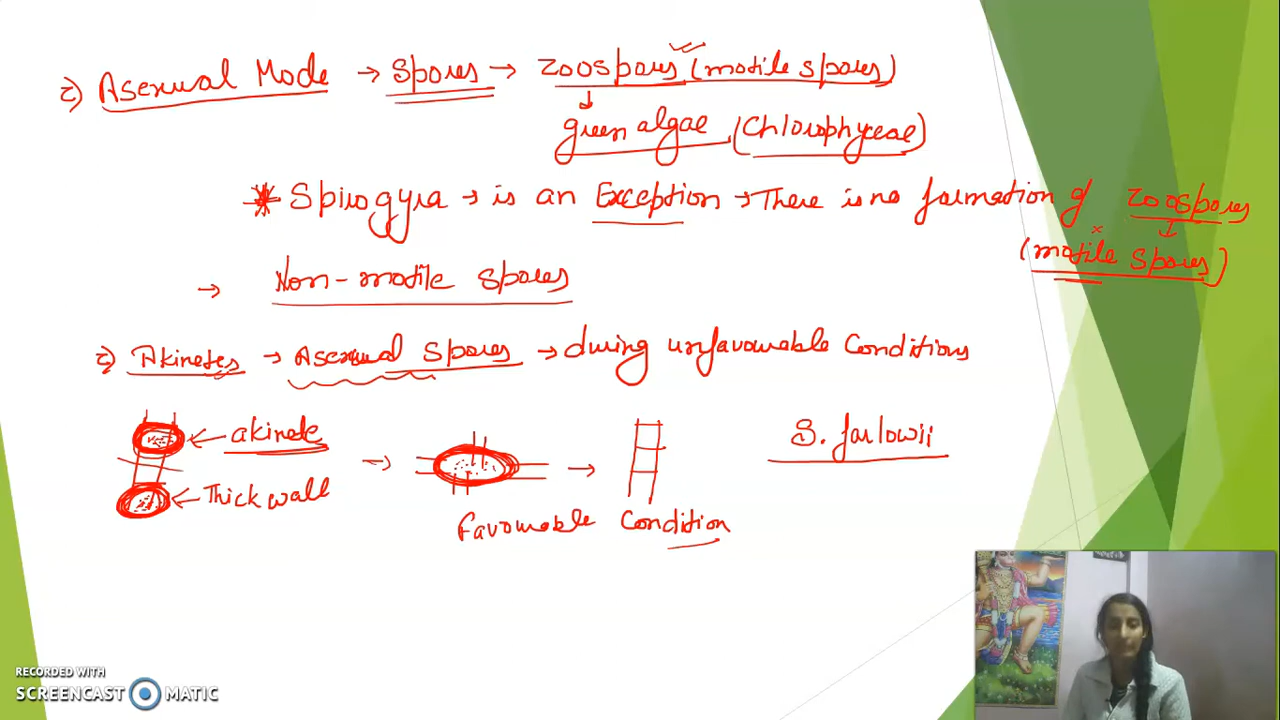 2) Asexual Mode → Spores → Zoospores (motile spores)
↓
green algae (Chlorophyceae)
* Spirogyra → is an Exception → There is no formation of Zoospores
↓
(motile spores)
→ Non-motile spores
i) Akinetes → Asexual spores → during unfavourable Conditions
akinete
S. farlowii
Thick wall
Favourable Condition
RECORDED WITH
SCREENCAST MATIC